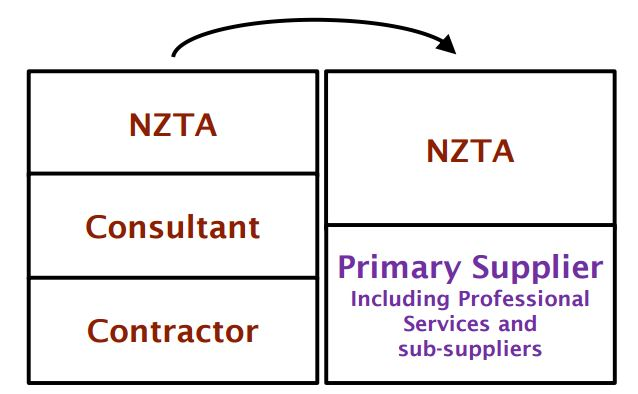 NZTA
Consultant
Contractor
NZTA
Primary Supplier
Including Professional
Services and
sub-suppliers